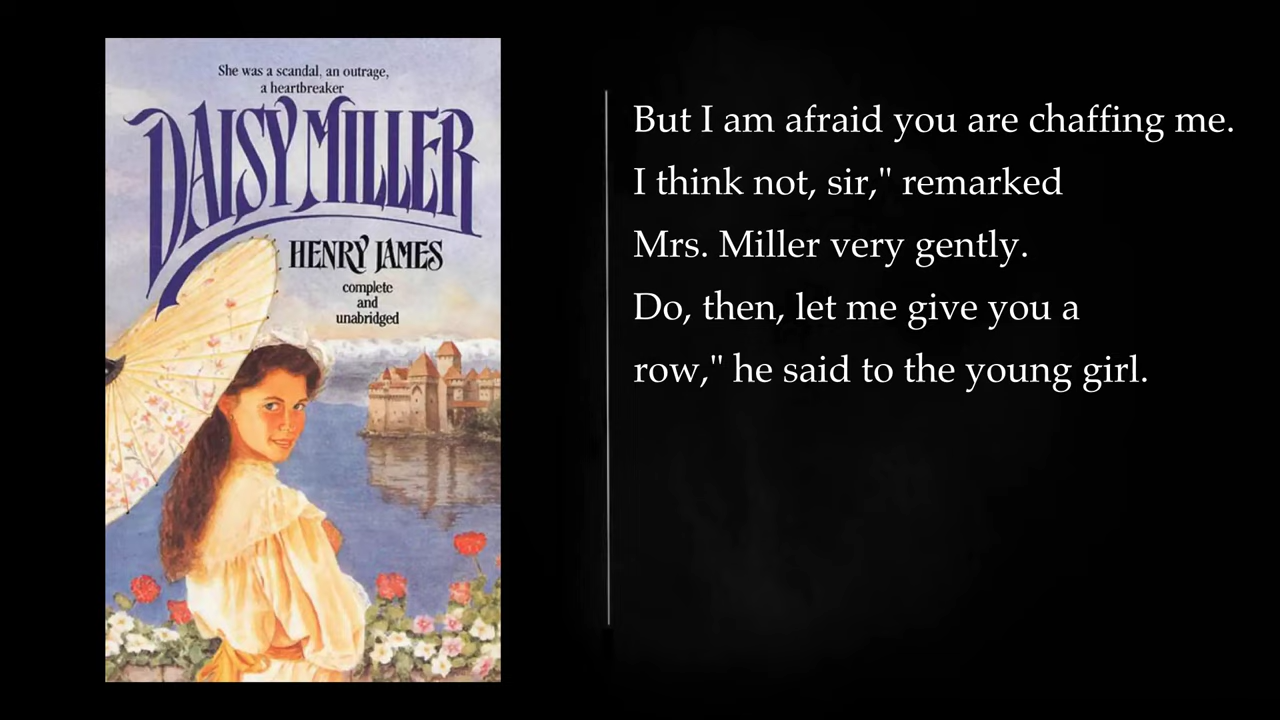 She was a scandal, an outrage,
a heartbreaker
DAISY MILLER
HENRY JAMES
complete
and
unabridged
But I am afraid you are chaffing me.
I think not, sir," remarked
Mrs. Miller very gently.
Do, then, let me give you a
row," he said to the young girl.